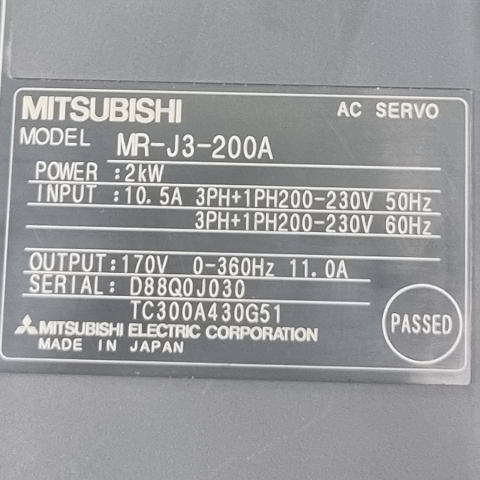 MITSUBISHI AC SERVO
MODEL MR-J3-200A
POWER :2kW
INPUT :10.5A 3PH+1PH200-230V 50Hz
3PH+1PH200-230V 60Hz
OUTPUT:170V 0-360Hz 11.0A
SERIAL: D88Q0J030
TC300A430G51
MITSUBISHI ELECTRIC CORPORATION
MADE IN JAPAN
PASSED